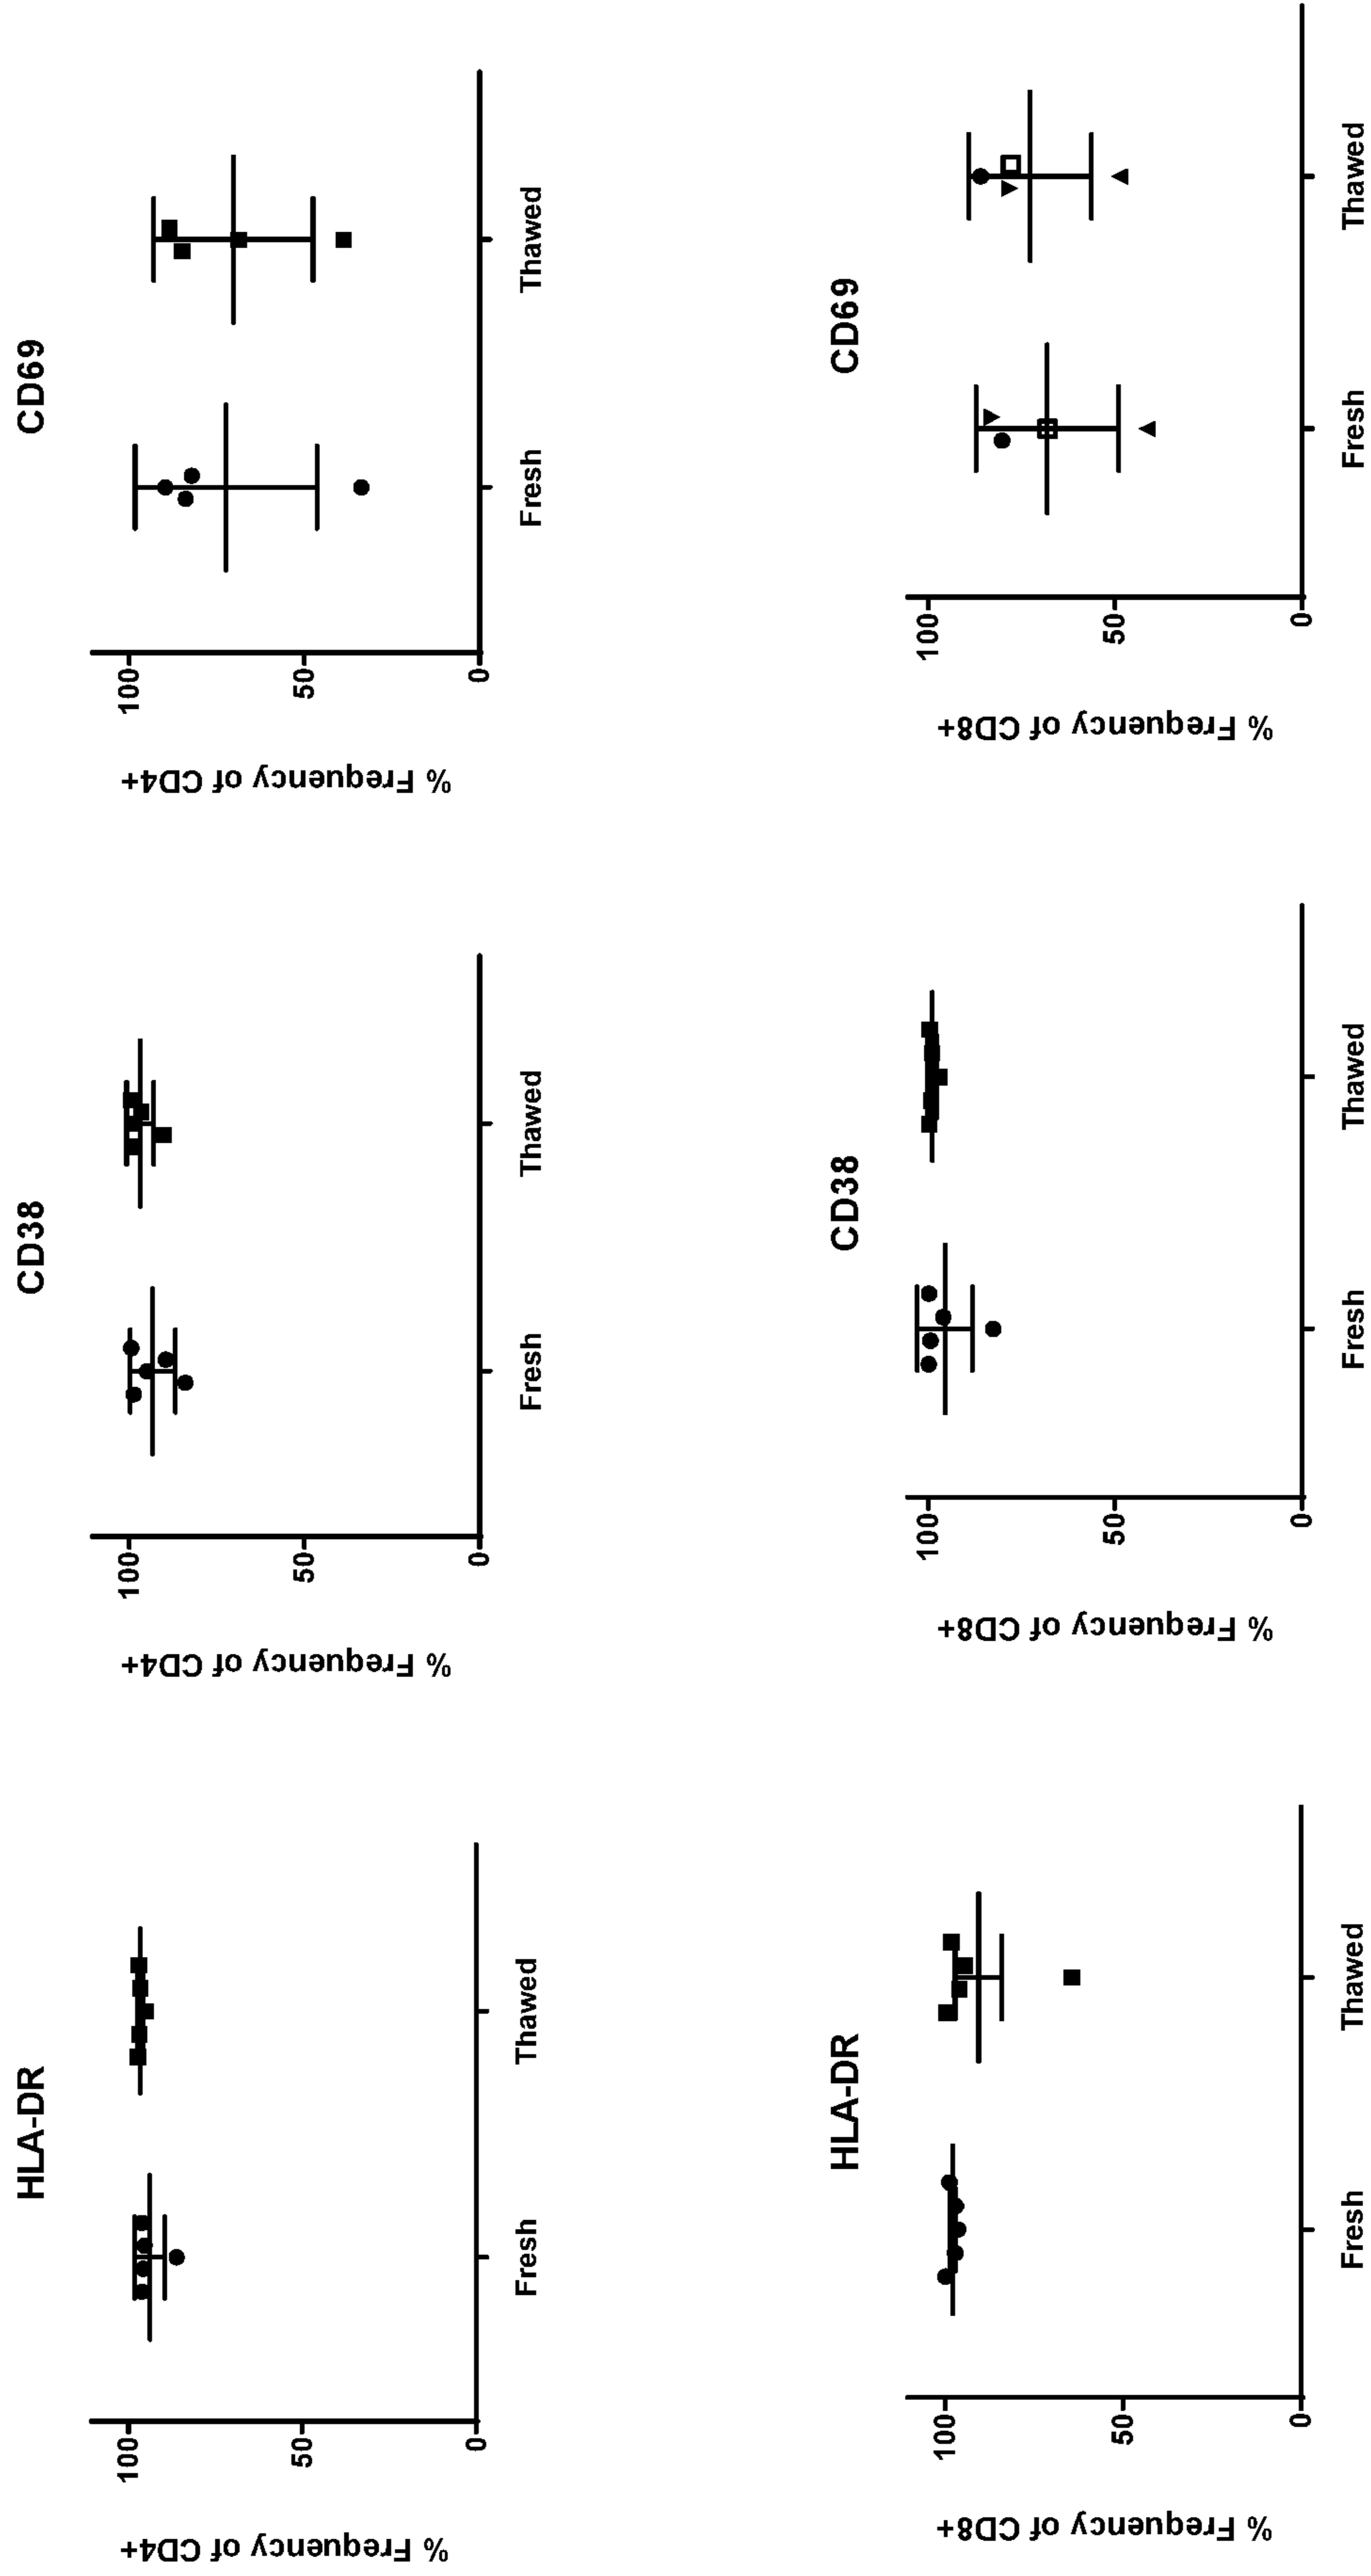 HLA-DR
% Frequency of CD4+
100
50
0
Fresh
Thawed
CD38
% Frequency of CD4+
100
50
0
Fresh
Thawed
CD69
% Frequency of CD4+
100
50
0
Fresh
Thawed
HLA-DR
% Frequency of CD8+
100
50
0
Fresh
Thawed
CD38
% Frequency of CD8+
100
50
0
Fresh
Thawed
CD69
% Frequency of CD8+
100
50
0
Fresh
Thawed